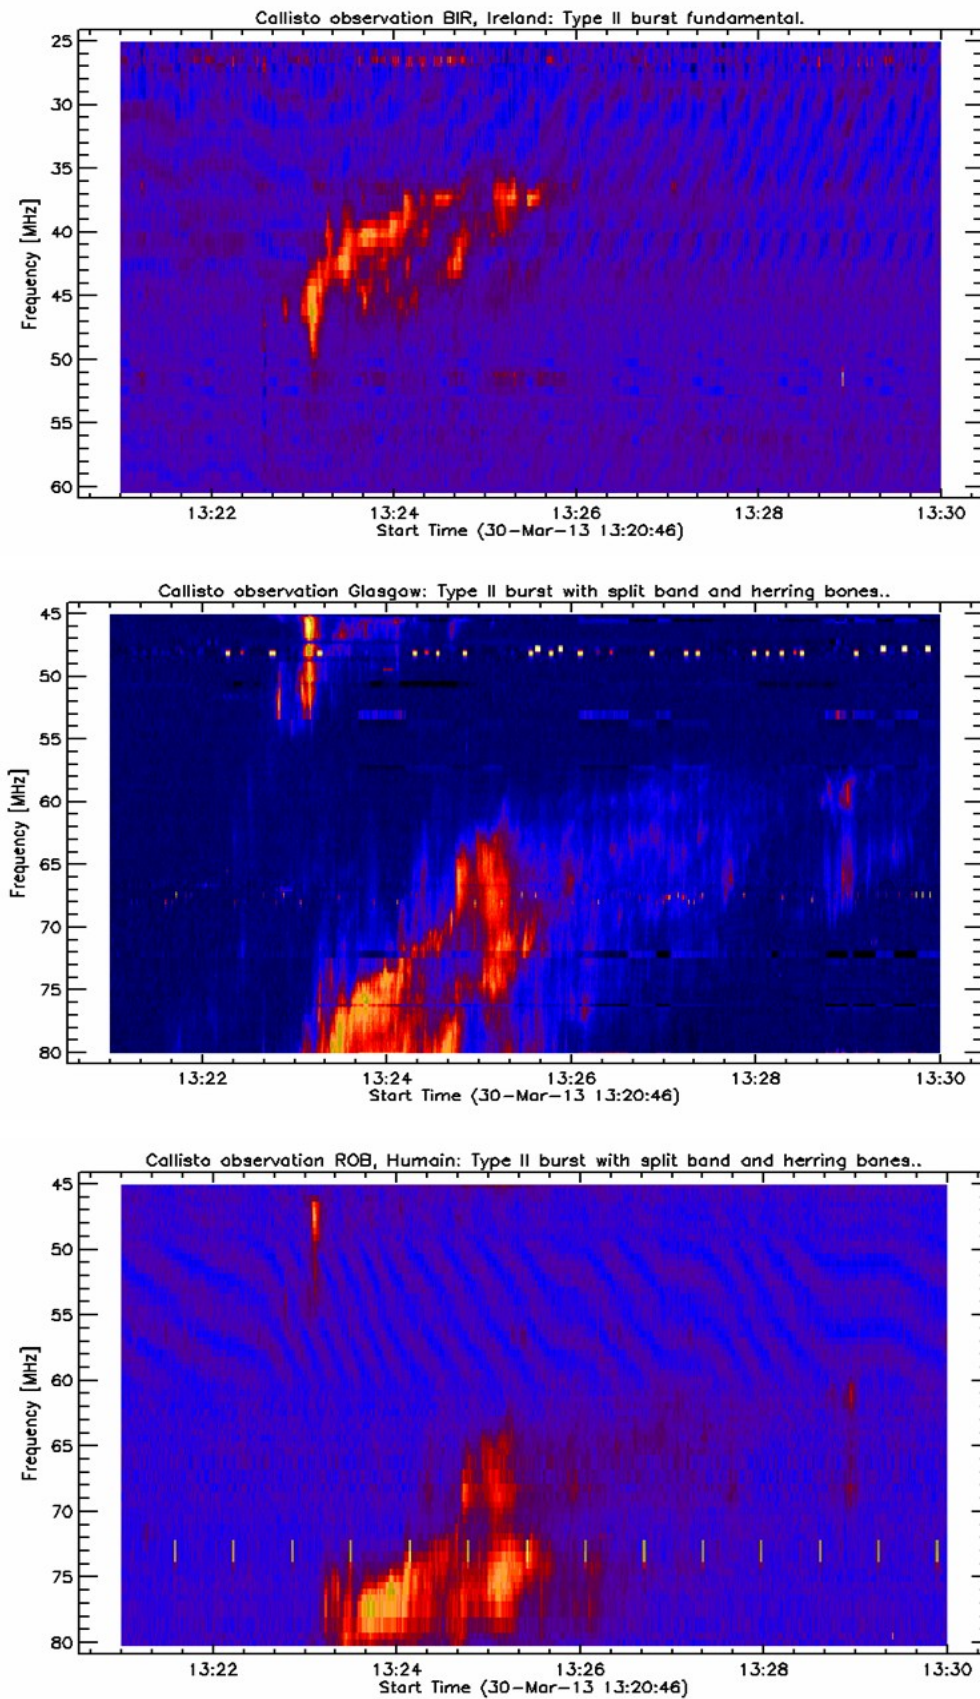 Callisto observation BIR, Ireland: Type II burst fundamental.
25
30
35
40
45
50
55
60
Frequency [MHz]
13:22 13:24 13:26 13:28 13:30
Start Time (30-Mar-13 13:20:46)
Callisto observation Glasgow: Type II burst with split band and herring bones..
45
50
55
60
65
70
75
80
Frequency [MHz]
13:22 13:24 13:26 13:28 13:30
Start Time (30-Mar-13 13:20:46)
Callisto observation ROB, Humain: Type II burst with split band and herring bones..
45
50
55
60
65
70
75
80
Frequency [MHz]
13:22 13:24 13:26 13:28 13:30
Start Time (30-Mar-13 13:20:46)